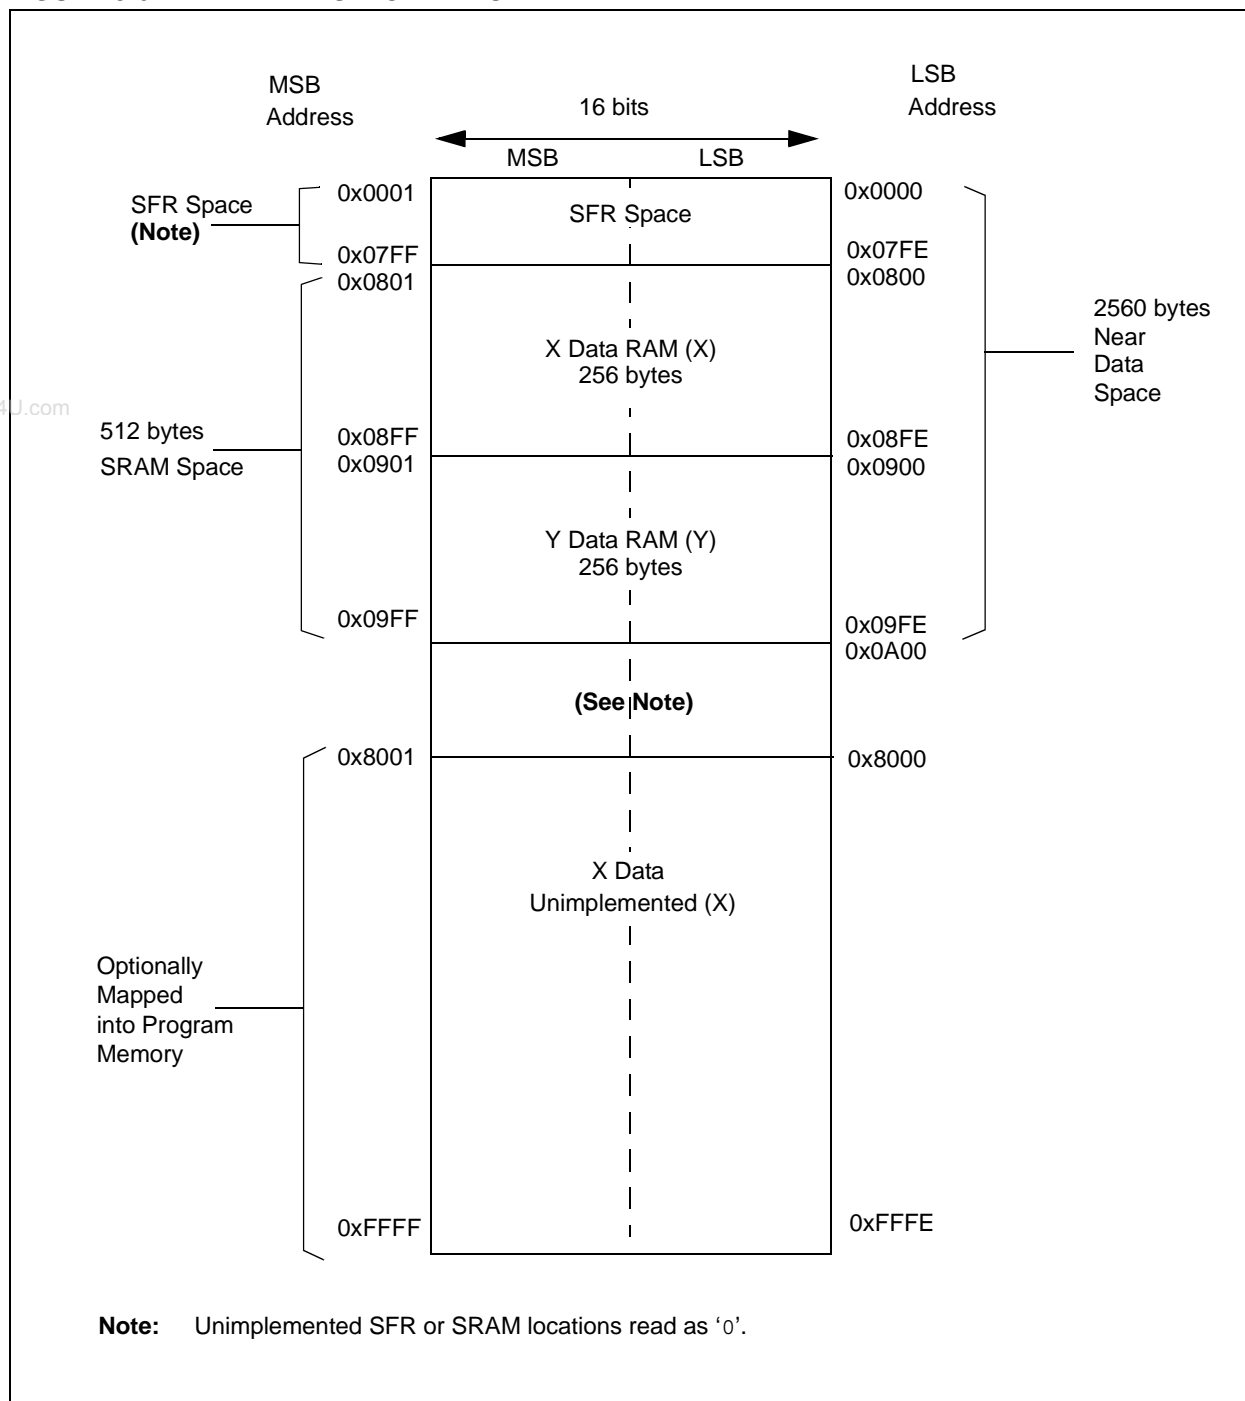 MSB
Address
LSB
Address
16 bits
MSB LSB
SFR Space
(Note)
0x0001
SFR Space
0x0000
0x07FF
0x07FE
0x0801
0x0800
X Data RAM (X)
256 bytes
2560 bytes
Near
Data
Space
4U.com
512 bytes
SRAM Space
0x08FF
0x08FE
0x0901
0x0900
Y Data RAM (Y)
256 bytes
0x09FF
0x09FE
0x0A00
(See Note)
0x8001
0x8000
X Data
Unimplemented (X)
Optionally
Mapped
into Program
Memory
0xFFFF
0xFFFE
Note: Unimplemented SFR or SRAM locations read as ‘0’.